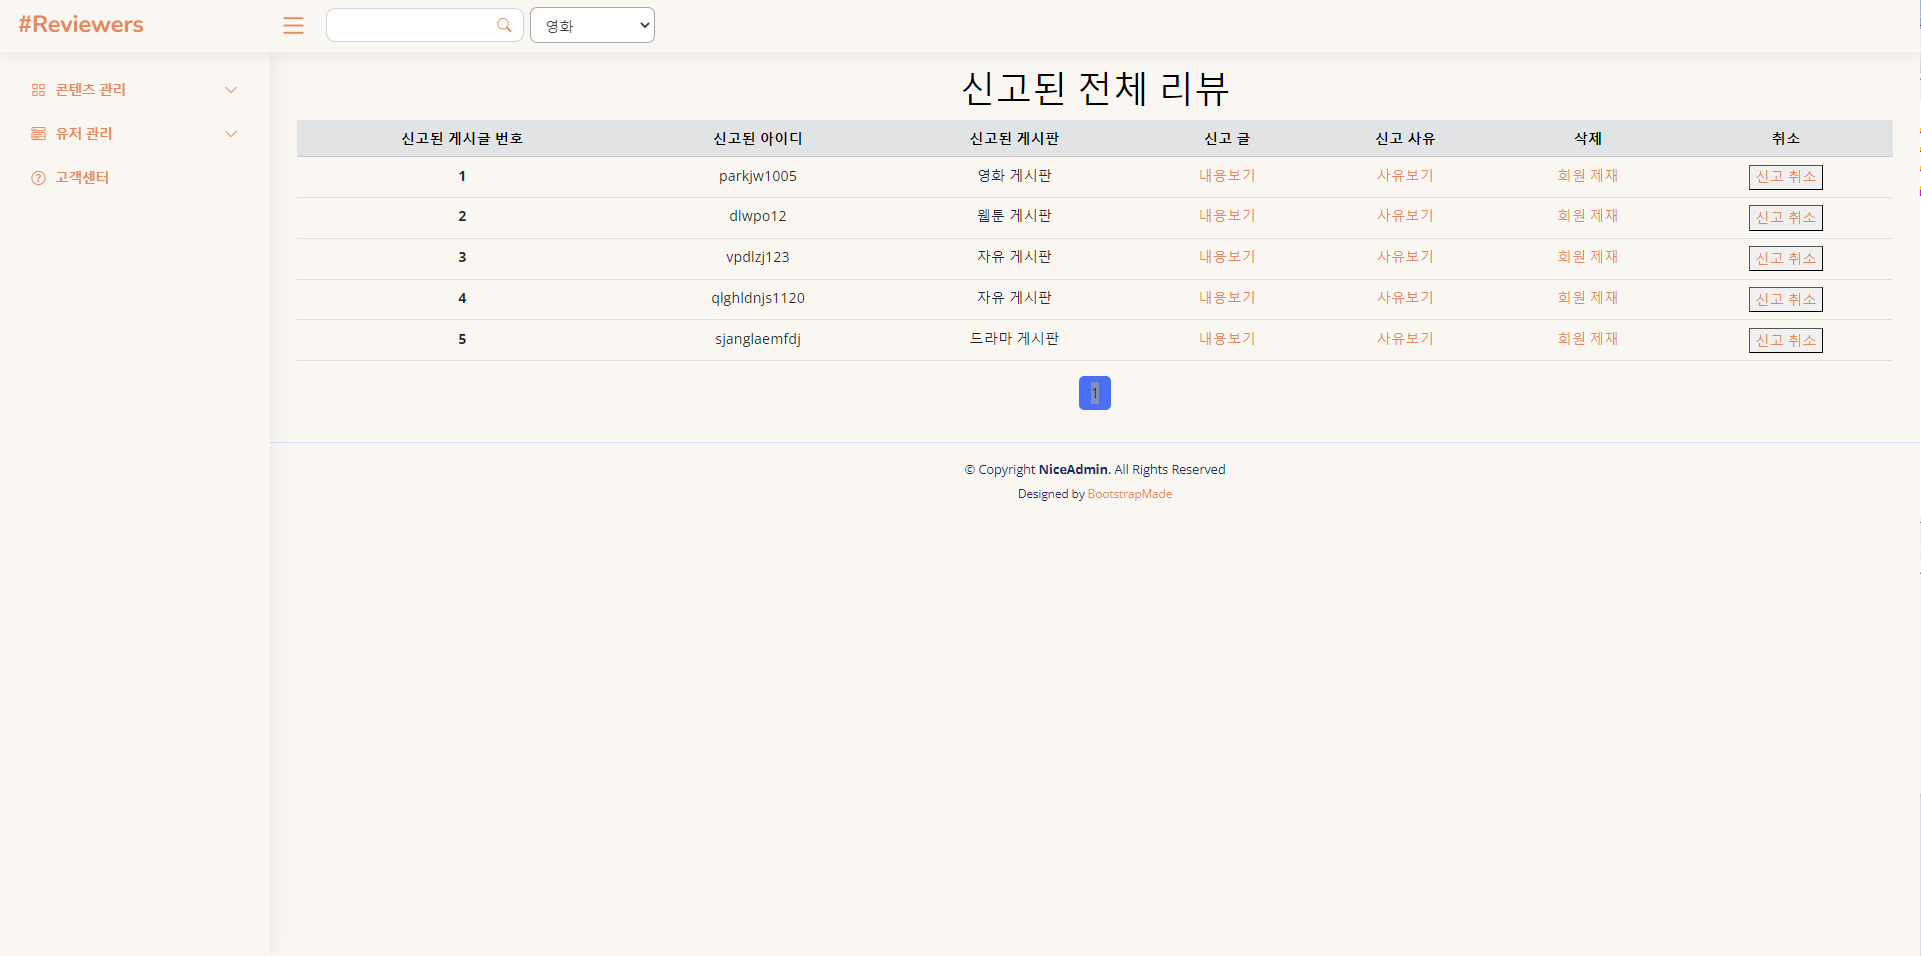 #Reviewers 영화
콘텐츠 관리
유저 관리
고객센터
신고된 전체 리뷰
신고된 게시글 번호 신고된 아이디 신고된 게시판 신고 글 신고 사유 삭제 취소
1 parkjw1005 영화 게시판 내용보기 사유보기 회원 제재 신고 취소
2 dlwpo12 웹툰 게시판 내용보기 사유보기 회원 제재 신고 취소
3 vpdlzj123 자유 게시판 내용보기 사유보기 회원 제재 신고 취소
4 qlghldnjs1120 자유 게시판 내용보기 사유보기 회원 제재 신고 취소
5 sjanglaemfdj 드라마 게시판 내용보기 사유보기 회원 제재 신고 취소
1
© Copyright NiceAdmin. All Rights Reserved
Designed by BootstrapMade